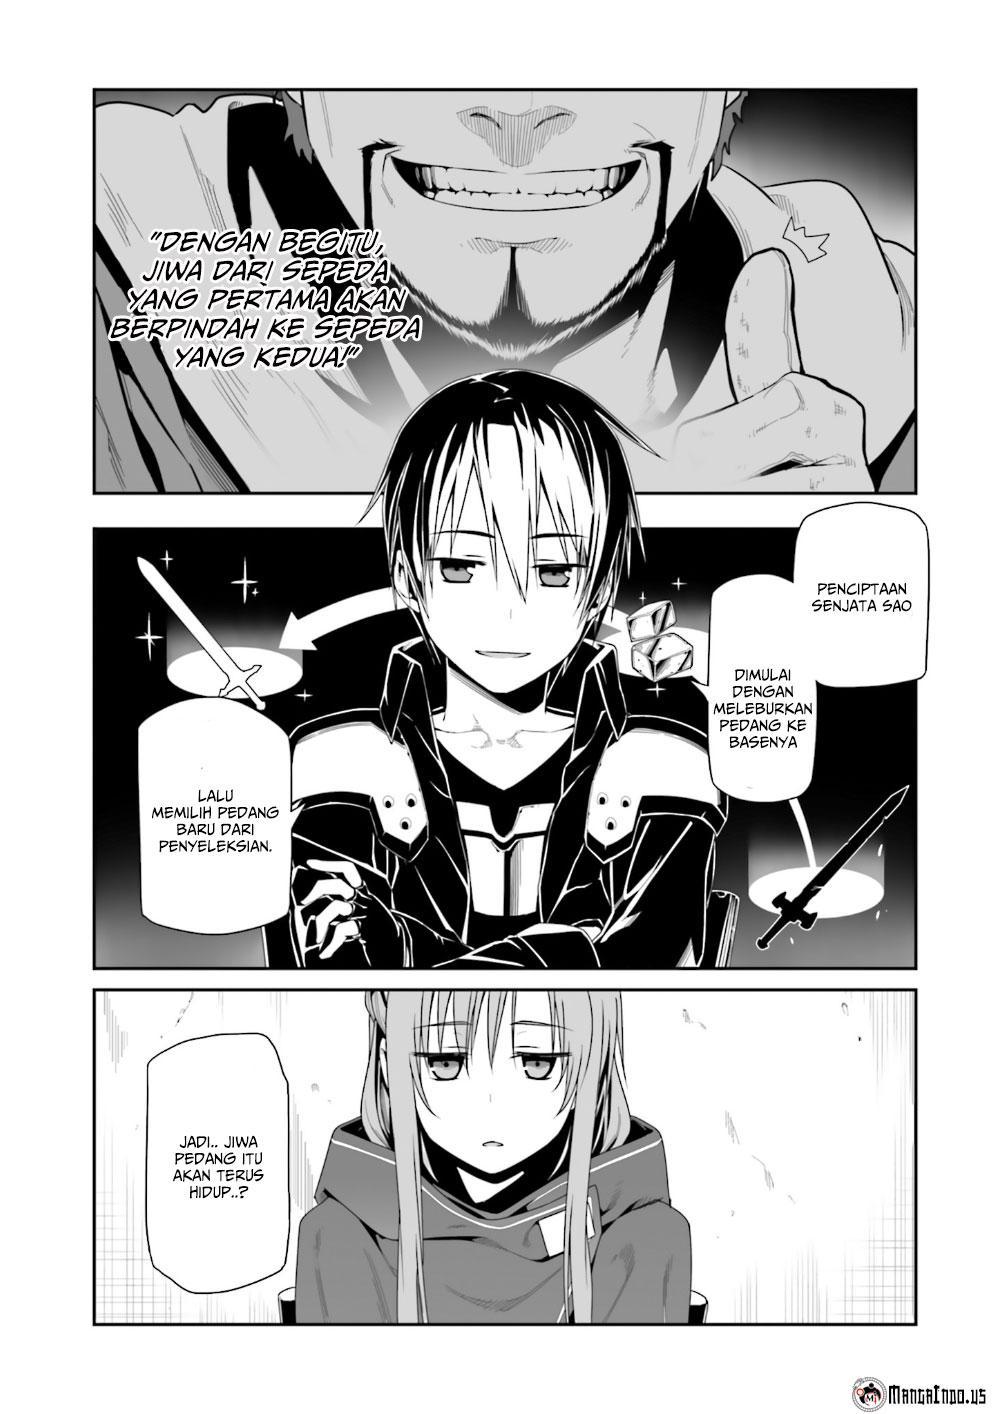 "DENGAN BEGITU,
JIWA DARI SEPEDA
YANG PERTAMA AKAN
BERPINDAH KE SEPEDA
YANG KEDUA!"
PENCIPTAAN
SENJATA SAO
DIMULAI
DENGAN
MELEBURKAN
PEDANG KE
BASENYA
LALU
MEMILIH PEDANG
BARU DARI
PENYELEKSIAN.
JADI.. JIWA
PEDANG ITU
AKAN TERUS
HIDUP..?
MangaIndo.us